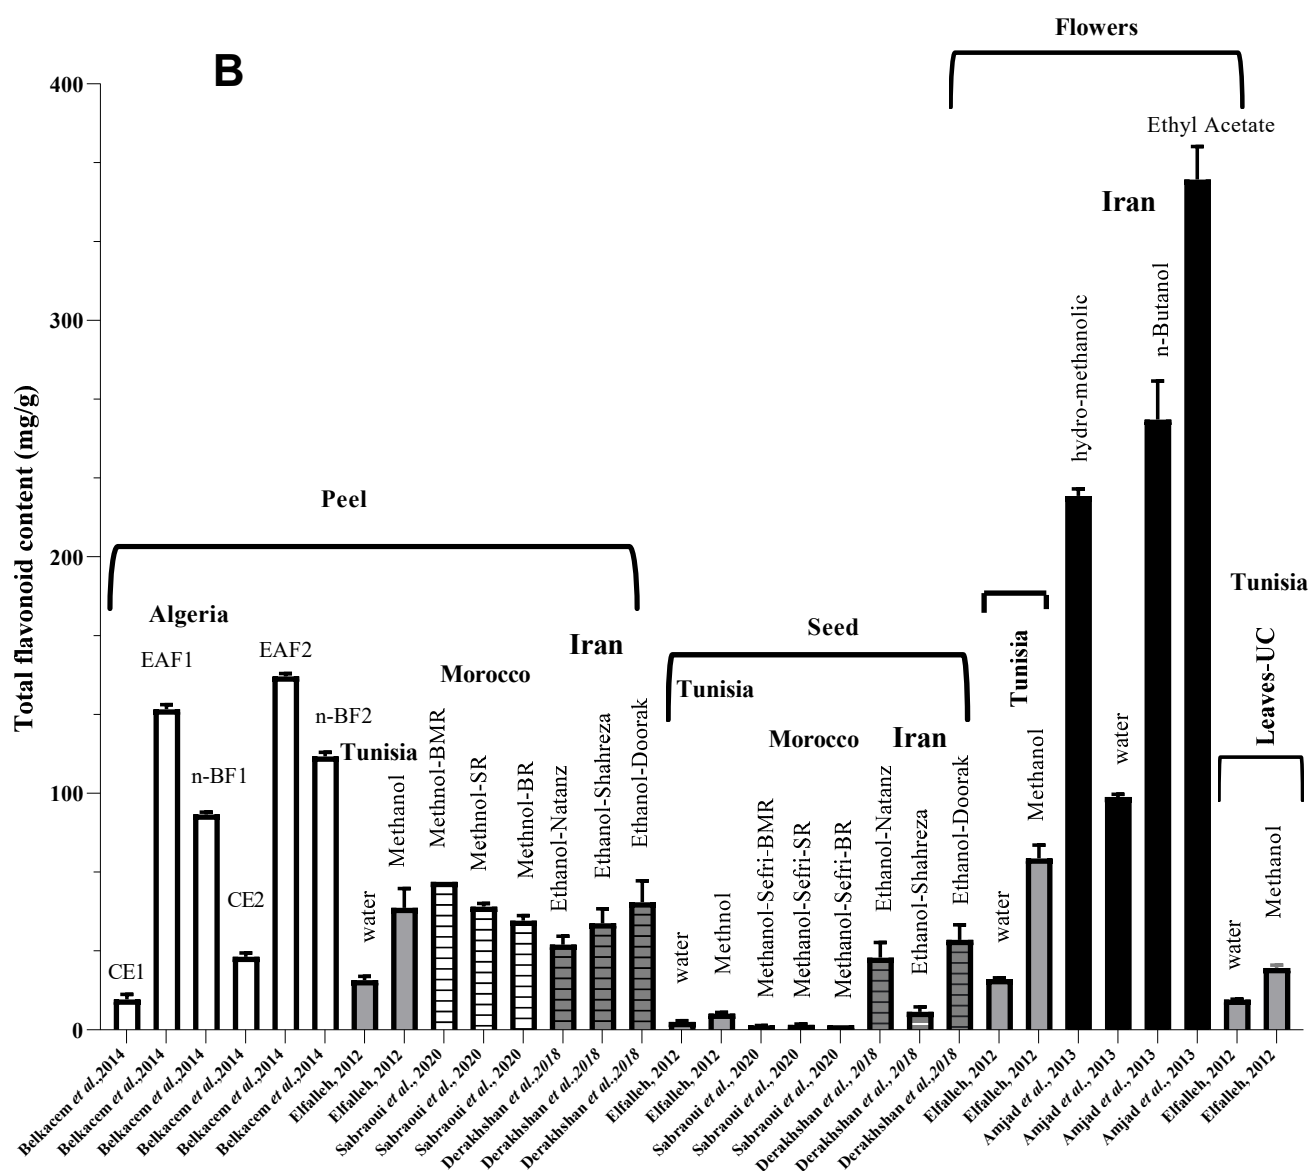 B
Flowers
Ethyl Acetate
Iran
n-Butanol
hydro-methanolic
water
Tunisia
Methanol
water
Tunisia
Leaves-UC
water
Methanol
Peel
Algeria
EAF1
EAF2
n-BF1
n-BF2
CE1
CE2
Tunisia
water
Methanol
Morocco
Methnol-BMR
Methnol-SR
Methnol-BR
Iran
Ethanol-Natanz
Ethanol-Shahreza
Ethanol-Doorak
Seed
Tunisia
water
Methnol
Morocco
Methanol-Sefri-BMR
Methanol-Sefri-SR
Methanol-Sefri-BR
Iran
Ethanol-Natanz
Ethanol-Shahreza
Ethanol-Doorak
Total flavonoid content (mg/g)
400
300
200
100
0
Belkacem et al.,2014
Belkacem et al.,2014
Belkacem et al.,2014
Belkacem et al.,2014
Belkacem et al.,2014
Belkacem et al.,2014
Elfalleh, 2012
Elfalleh, 2012
Sabraoui et al., 2020
Sabraoui et al., 2020
Sabraoui et al., 2020
Derakhshan et al.,2018
Derakhshan et al.,2018
Derakhshan et al.,2018
Elfalleh, 2012
Elfalleh, 2012
Sabraoui et al., 2020
Sabraoui et al., 2020
Sabraoui et al., 2020
Derakhshan et al., 2018
Derakhshan et al., 2018
Derakhshan et al.,2018
Elfalleh, 2012
Elfalleh, 2012
Amjad et al., 2013
Amjad et al., 2013
Amjad et al., 2013
Amjad et al., 2013
Elfalleh, 2012
Elfalleh, 2012